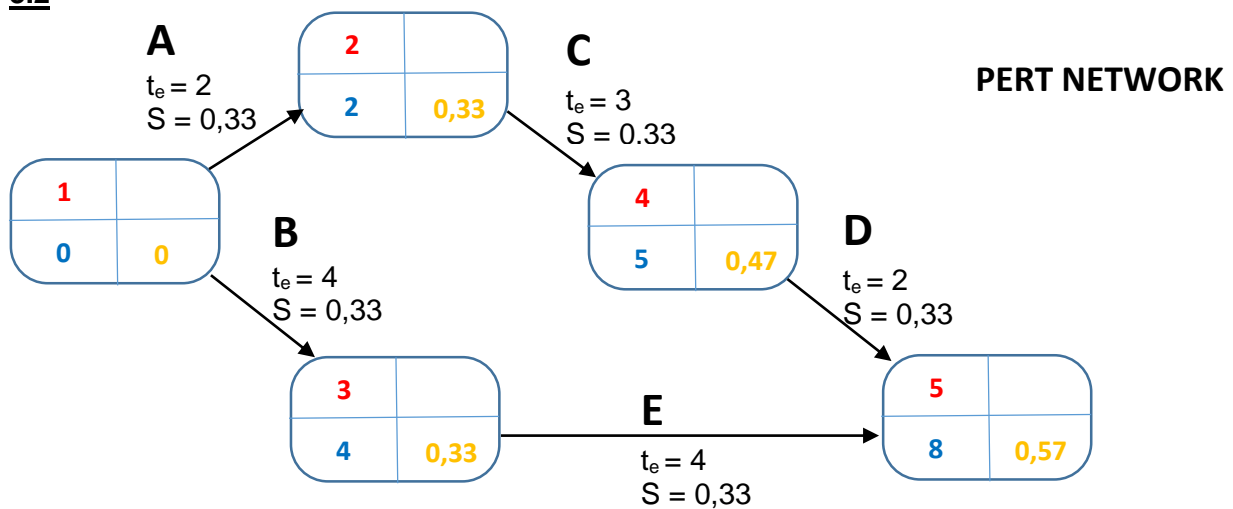 A
tₑ = 2
S = 0,33
2
2
0,33
C
tₑ = 3
S = 0.33
PERT NETWORK
1
0
0
B
tₑ = 4
S = 0,33
4
5
0,47
D
tₑ = 2
S = 0,33
3
4
0,33
E
tₑ = 4
S = 0,33
5
8
0,57